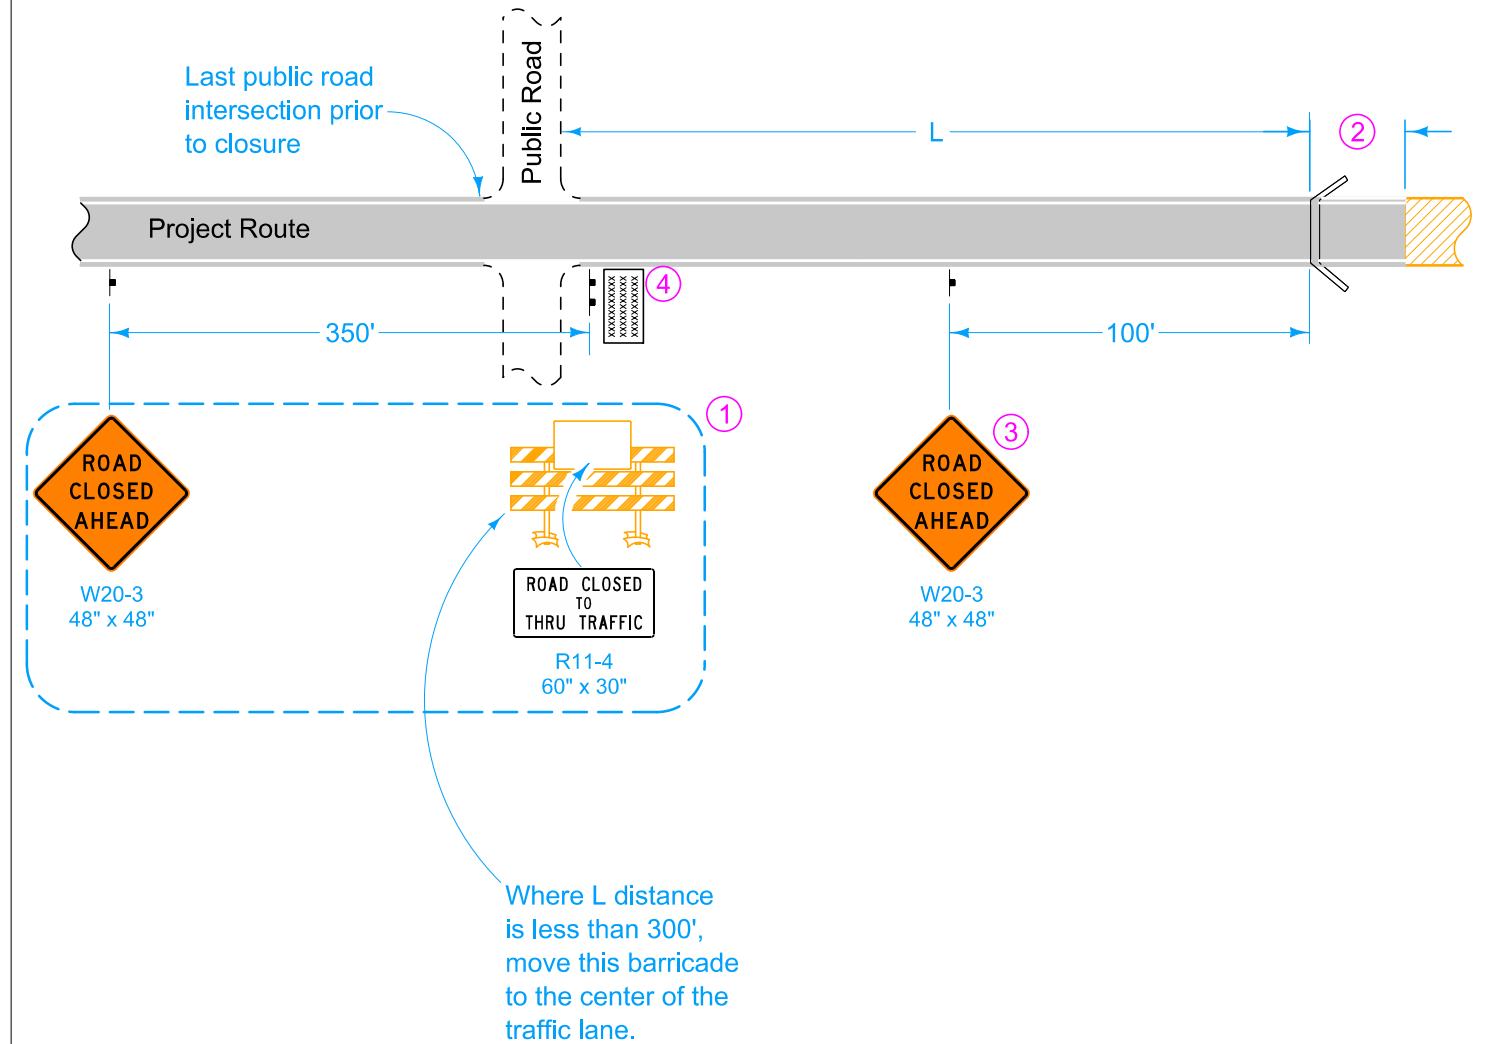 Last public road
intersection prior
to closure
Public Road
L
2
Project Route
4
350'
100'
1
3
ROAD
CLOSED
AHEAD
W20-3
48" x 48"
ROAD CLOSED
TO
THRU TRAFFIC
R11-4
60" x 30"
ROAD
CLOSED
AHEAD
W20-3
48" x 48"
Where L distance
is less than 300',
move this barricade
to the center of the
traffic lane.